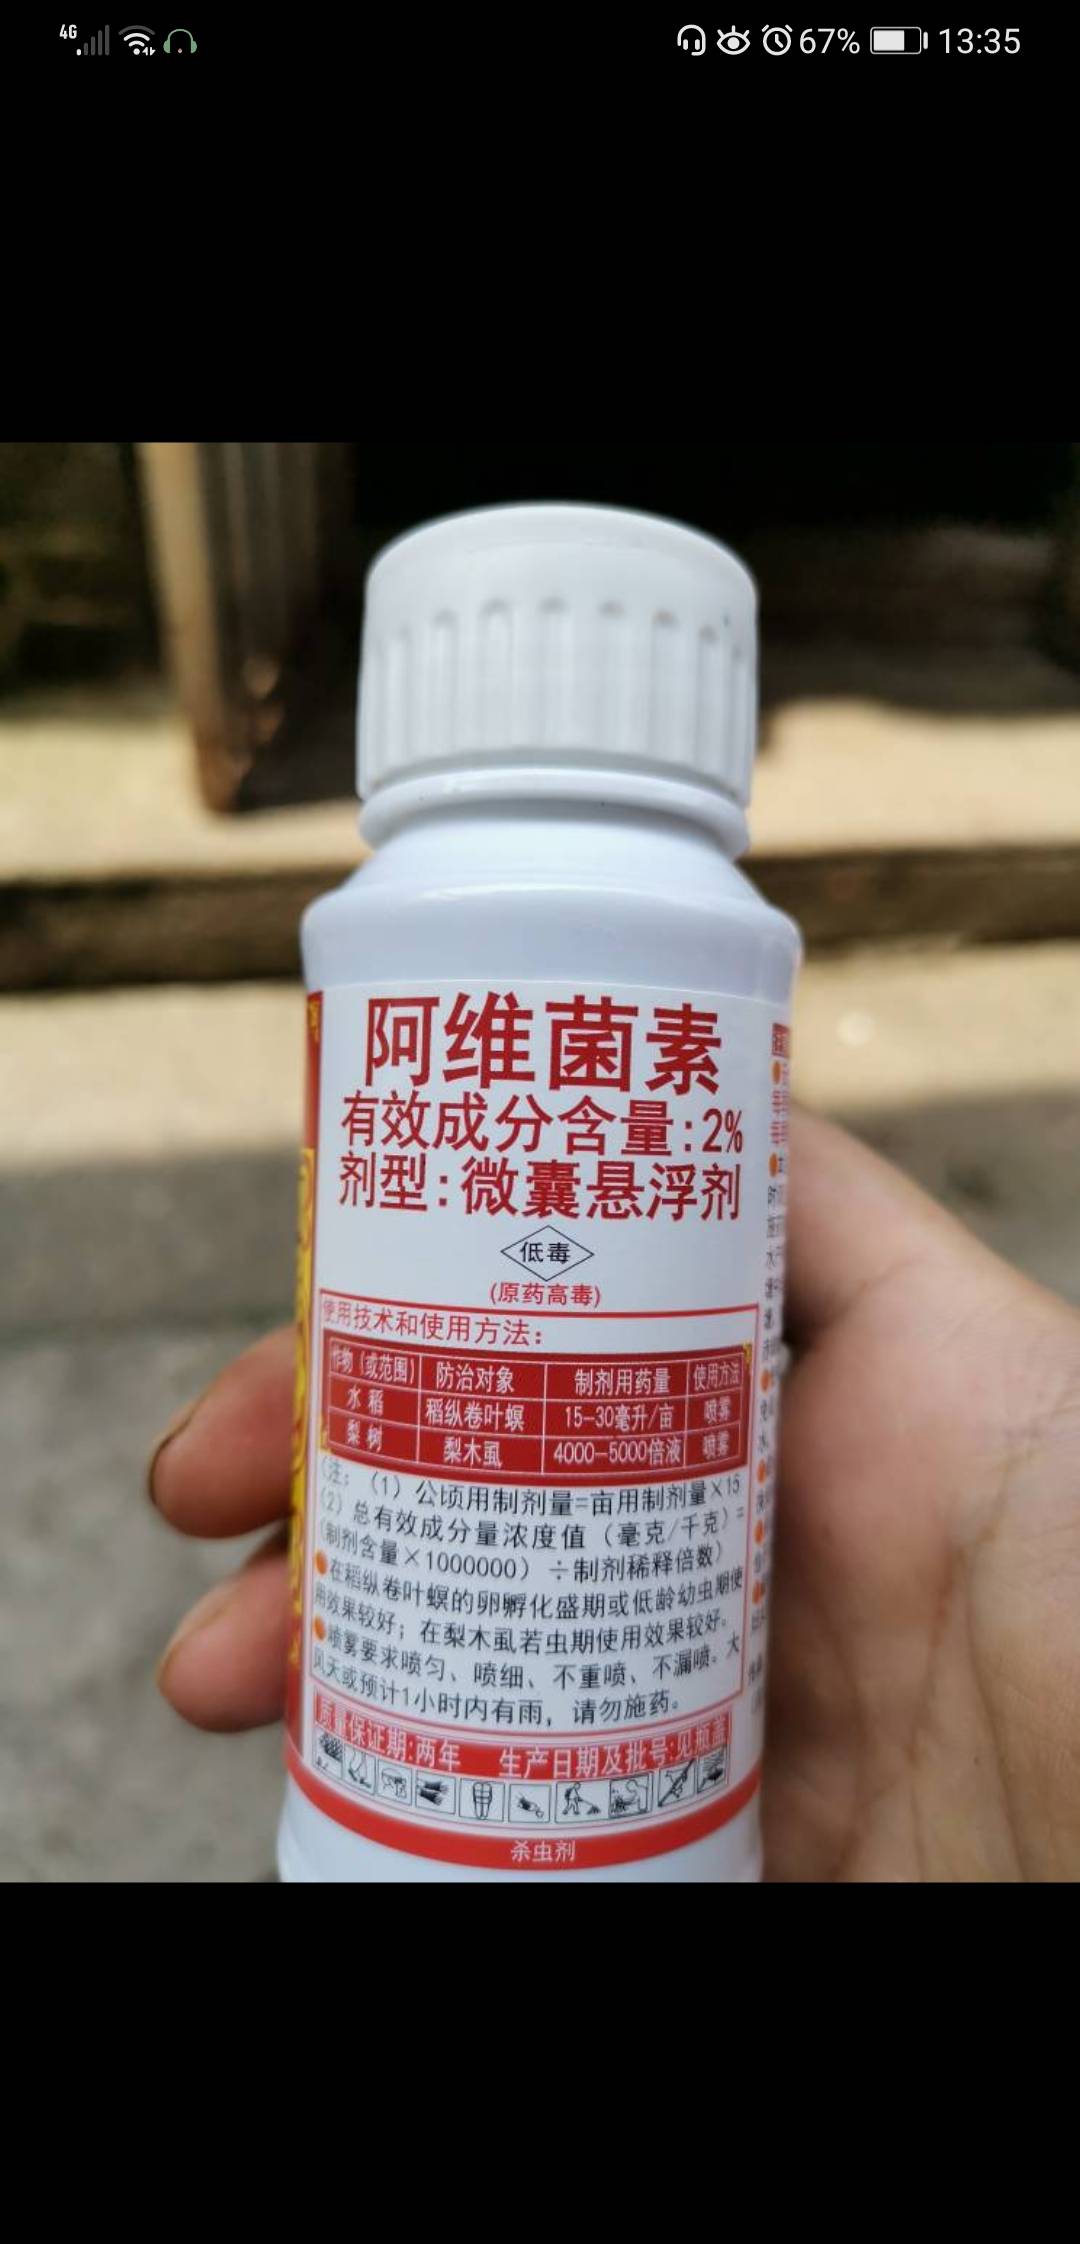 4G
67%
13:35
阿维菌素
有效成分含量:2%
剂型:微囊悬浮剂
低毒
(原药高毒)
使用技术和使用方法:
作物(或范围) 防治对象 制剂用药量 使用方法
水稻 稻纵卷叶螟 15-30毫升/亩 喷雾
梨树 梨木虱 4000-5000倍液 喷雾
(注: (1)公顷用制剂量=亩用制剂量×15
(2)总有效成分量浓度值(毫克/千克)=
(制剂含量×1000000)÷制剂稀释倍数)
在稻纵卷叶螟的卵孵化盛期或低龄幼虫期使
用效果较好;在梨木虱若虫期使用效果较好。
喷雾要求喷匀、喷细、不重喷、不漏喷。大
风天或预计1小时内有雨,请勿施药。
质量保证期:两年 生产日期及批号:见瓶盖
杀虫剂